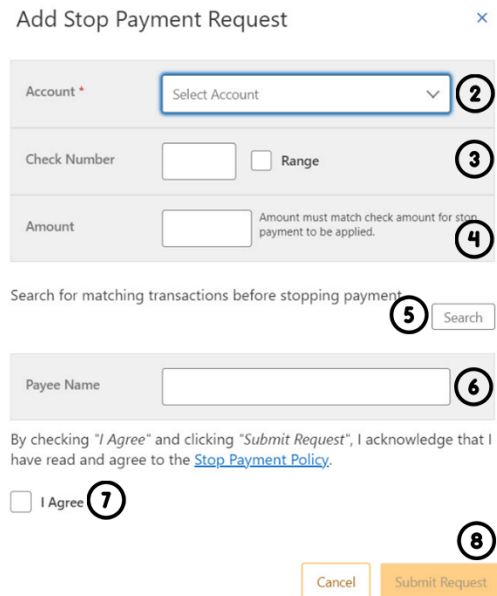 Add Stop Payment Request ×
Account * Select Account 2
Check Number Range 3
Amount Amount must match check amount for stop
payment to be applied. 4
Search for matching transactions before stopping payment
5 Search
Payee Name 6
By checking "I Agree" and clicking "Submit Request", I acknowledge that I
have read and agree to the Stop Payment Policy.
I Agree 7
8
Cancel Submit Request